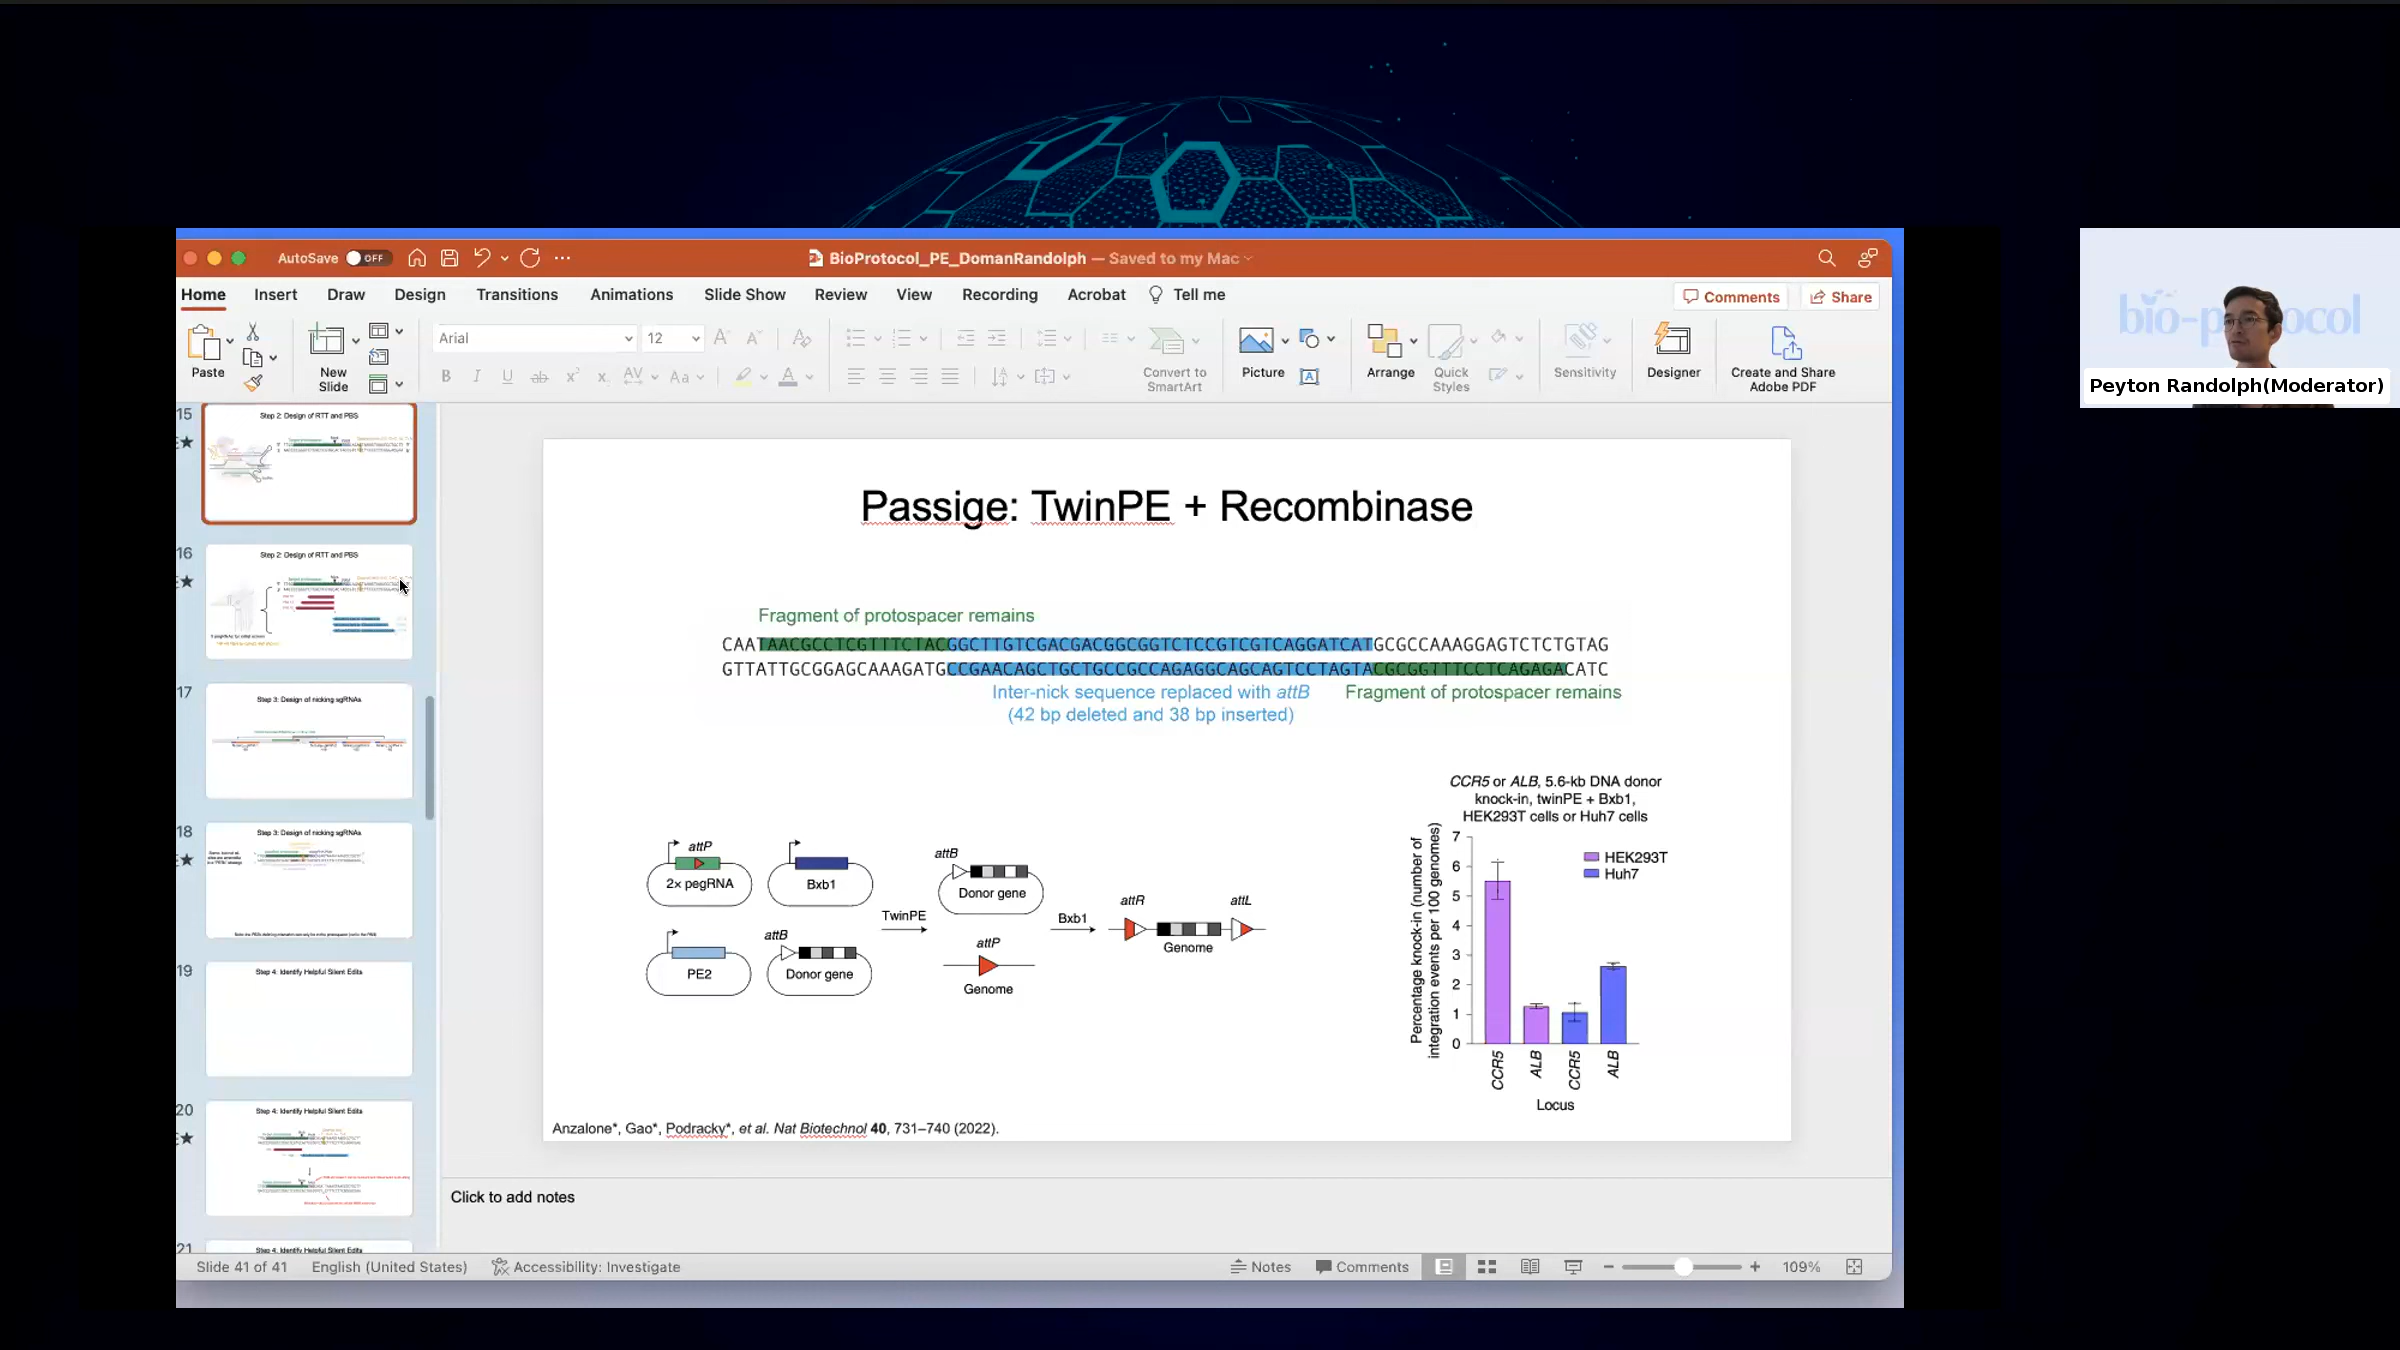 AutoSave OFF
BioProtocol_PE_DomanRandolph — Saved to my Mac
Home Insert Draw Design Transitions Animations Slide Show Review View Recording Acrobat Tell me
Comments Share
Paste
New
Slide
Arial 12
Convert to
SmartArt
Picture
Arrange
Quick
Styles
Sensitivity
Designer
Create and Share
Adobe PDF
bio-p ocol
Peyton Randolph(Moderator)
15
Step 2: Design of RTT and PBS
16
Step 2: Design of RTT and PBS
17
Step 3: Design of nicking sgRNAs
18
Step 3: Design of nicking sgRNAs
19
Step 4: Identify Helpful Silent Edits
20
Step 4: Identify Helpful Silent Edits
21
Step 4: Identify Helpful Silent Edits
Passige: TwinPE + Recombinase
Fragment of protospacer remains
CAATAACGCCTCGTTTCTACGGCTTGTCGACGACGGCGGTCTCCGTCGTCAGGATCATGCGCCAAAGGAGTCTCTGTAG
GTTATTGCGGAGCAAAGATGCCGAACAGCTGCTGCCGCCAGAGGCAGCAGTCCTAGTACGCGGTTTCCTCAGAGACATC
Inter-nick sequence replaced with attB
(42 bp deleted and 38 bp inserted)
Fragment of protospacer remains
attP
2x pegRNA
Bxb1
PE2
attB
Donor gene
TwinPE
attB
Donor gene
attP
Genome
Bxb1
attR attL
Genome
CCR5 or ALB, 5.6-kb DNA donor
knock-in, twinPE + Bxb1,
HEK293T cells or Huh7 cells
Percentage knock-in (number of
integration events per 100 genomes)
7
6
5
4
3
2
1
0
HEK293T
Huh7
CCR5 ALB CCR5 ALB
Locus
Anzalone*, Gao*, Podracky*, et al. Nat Biotechnol 40, 731–740 (2022).
Click to add notes
Slide 41 of 41 English (United States) Accessibility: Investigate Notes Comments 109%